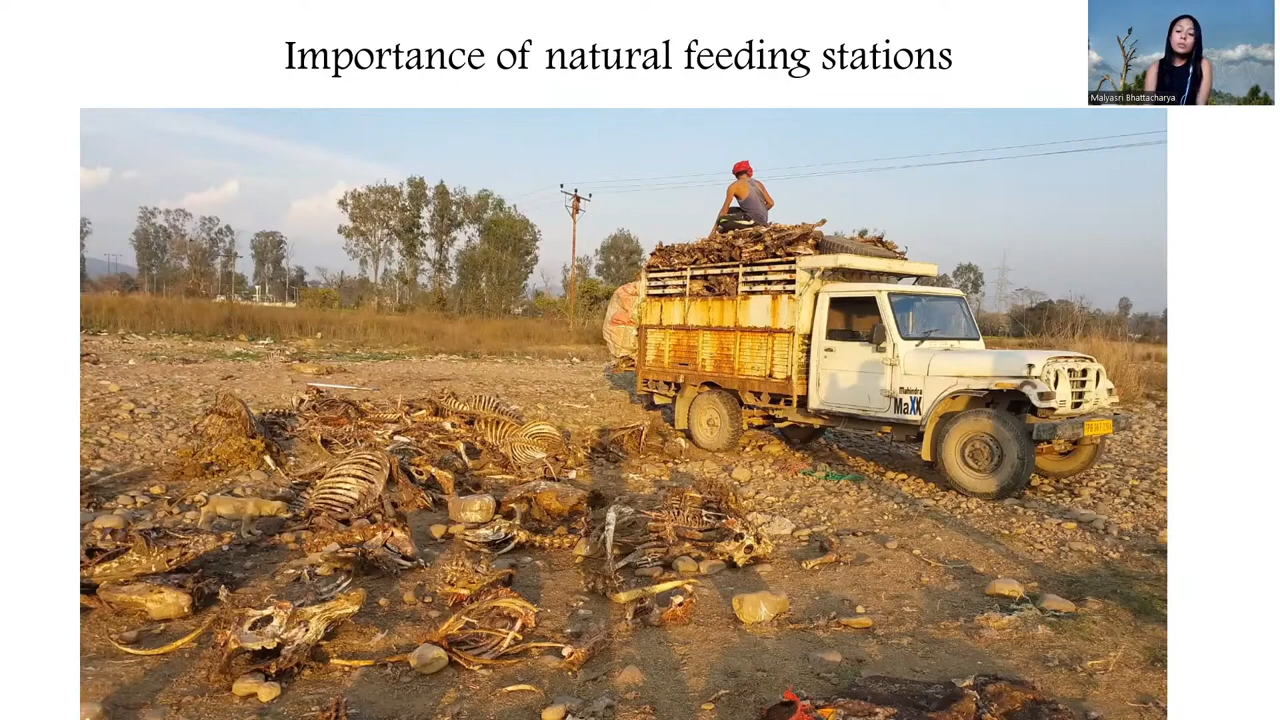 Importance of natural feeding stations
Malyasri Bhattacharya
Mahindra
MaXX